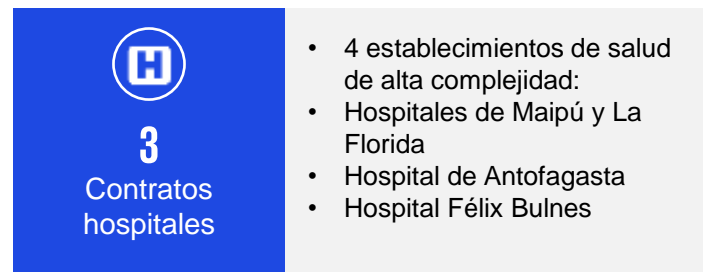 H
3
Contratos
hospitales
• 4 establecimientos de salud
de alta complejidad:
• Hospitales de Maipú y La
Florida
• Hospital de Antofagasta
• Hospital Félix Bulnes